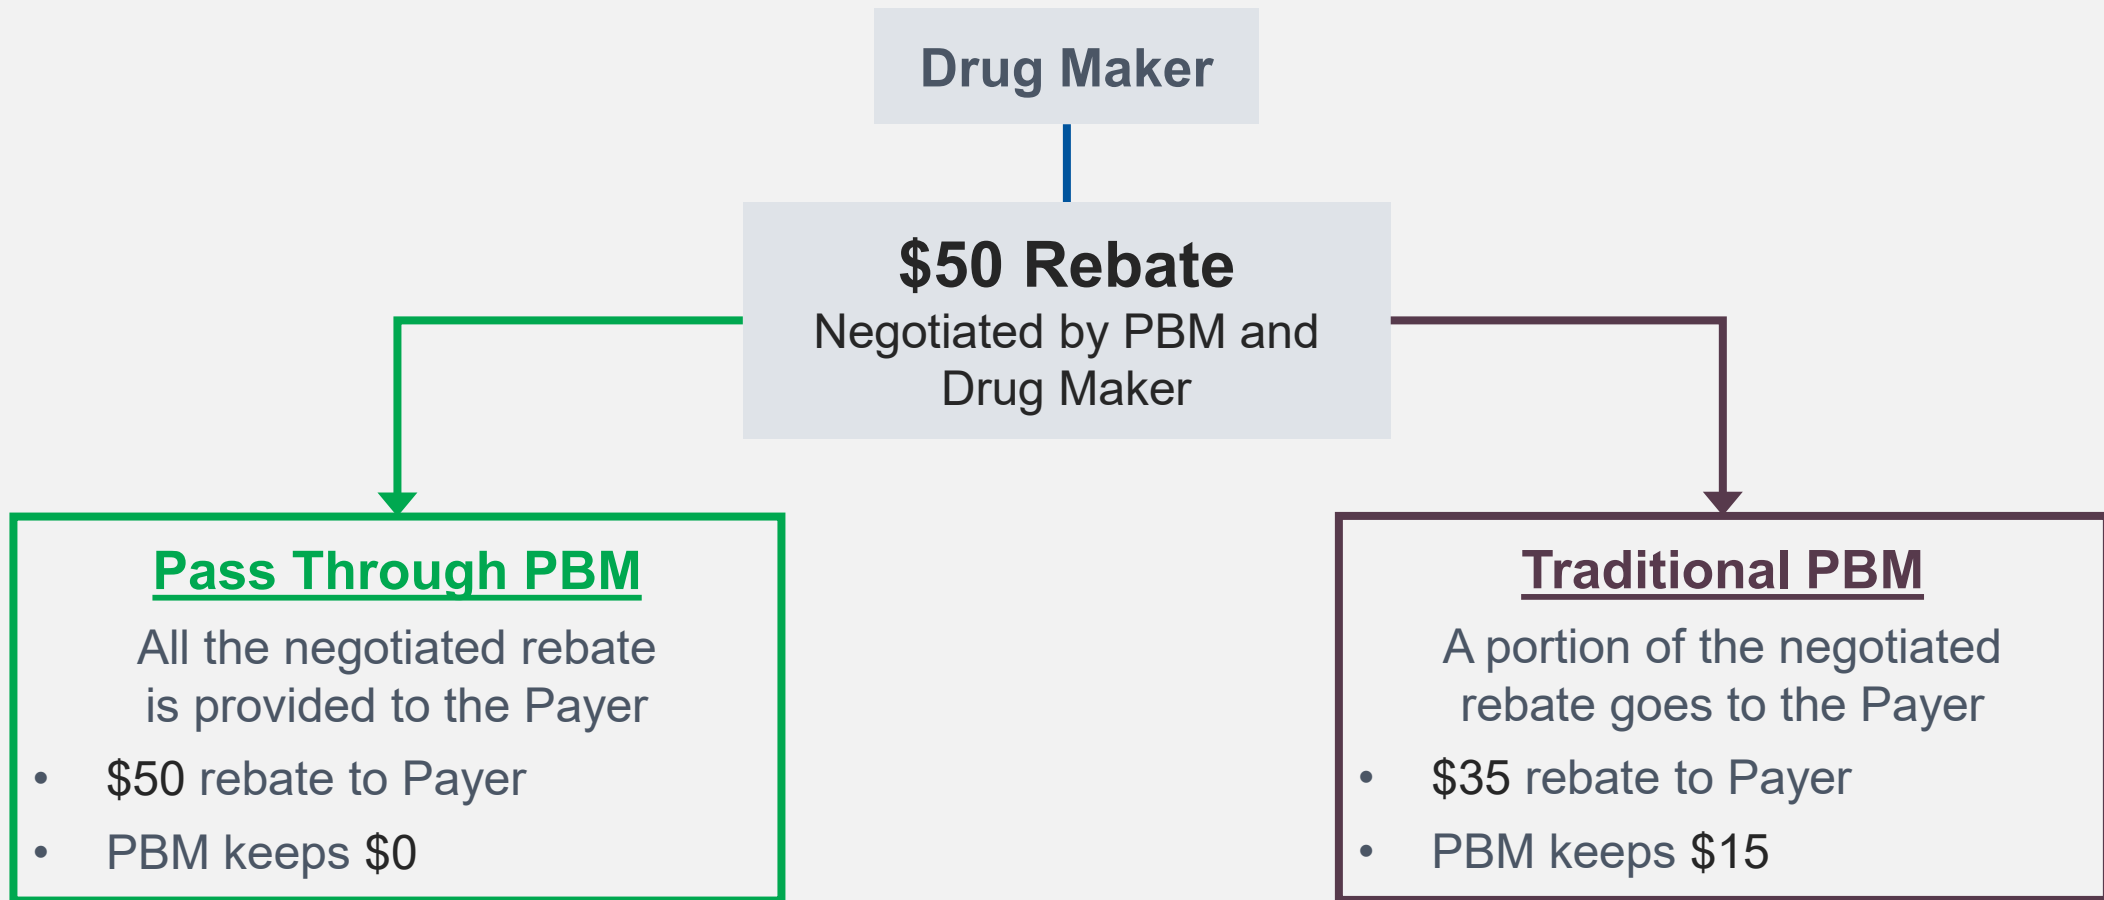 Drug Maker
$50 Rebate
Negotiated by PBM and
Drug Maker
Pass Through PBM
All the negotiated rebate
is provided to the Payer
• $50 rebate to Payer
• PBM keeps $0
Traditional PBM
A portion of the negotiated
rebate goes to the Payer
• $35 rebate to Payer
• PBM keeps $15